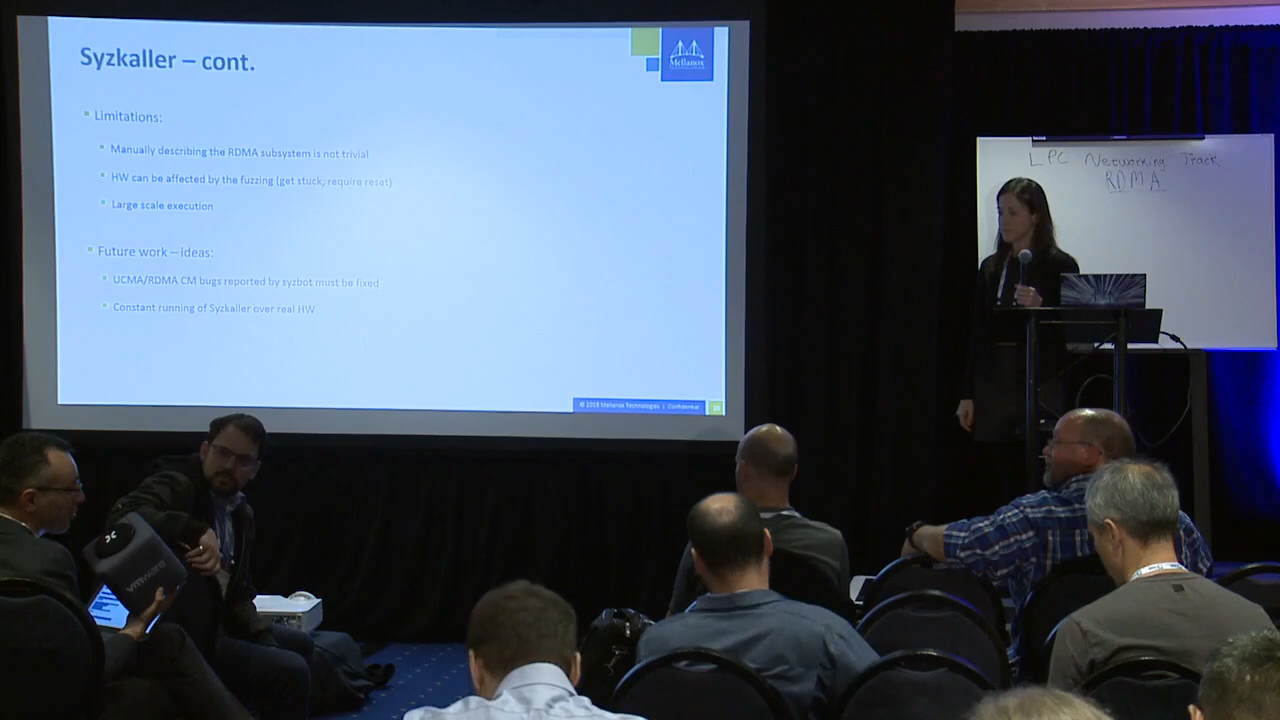 Syzkaller – cont.
Mellanox
TECHNOLOGIES
Limitations:
Manually describing the RDMA subsystem is not trivial
HW can be affected by the fuzzing (get stuck, require reset)
Large scale execution
Future work – ideas:
UCMA/RDMA CM bugs reported by syzbot must be fixed
Constant running of Syzkaller over real HW
© 2018 Mellanox Technologies | Confidential
LPC Networking Track
RDMA
vmware